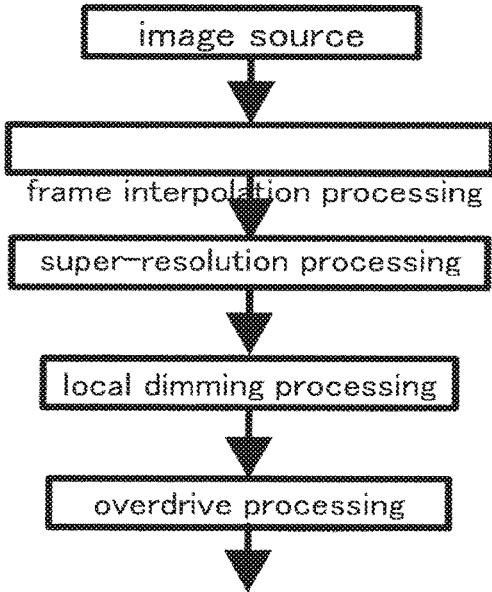 image source
frame interpolation processing
super-resolution processing
local dimming processing
overdrive processing